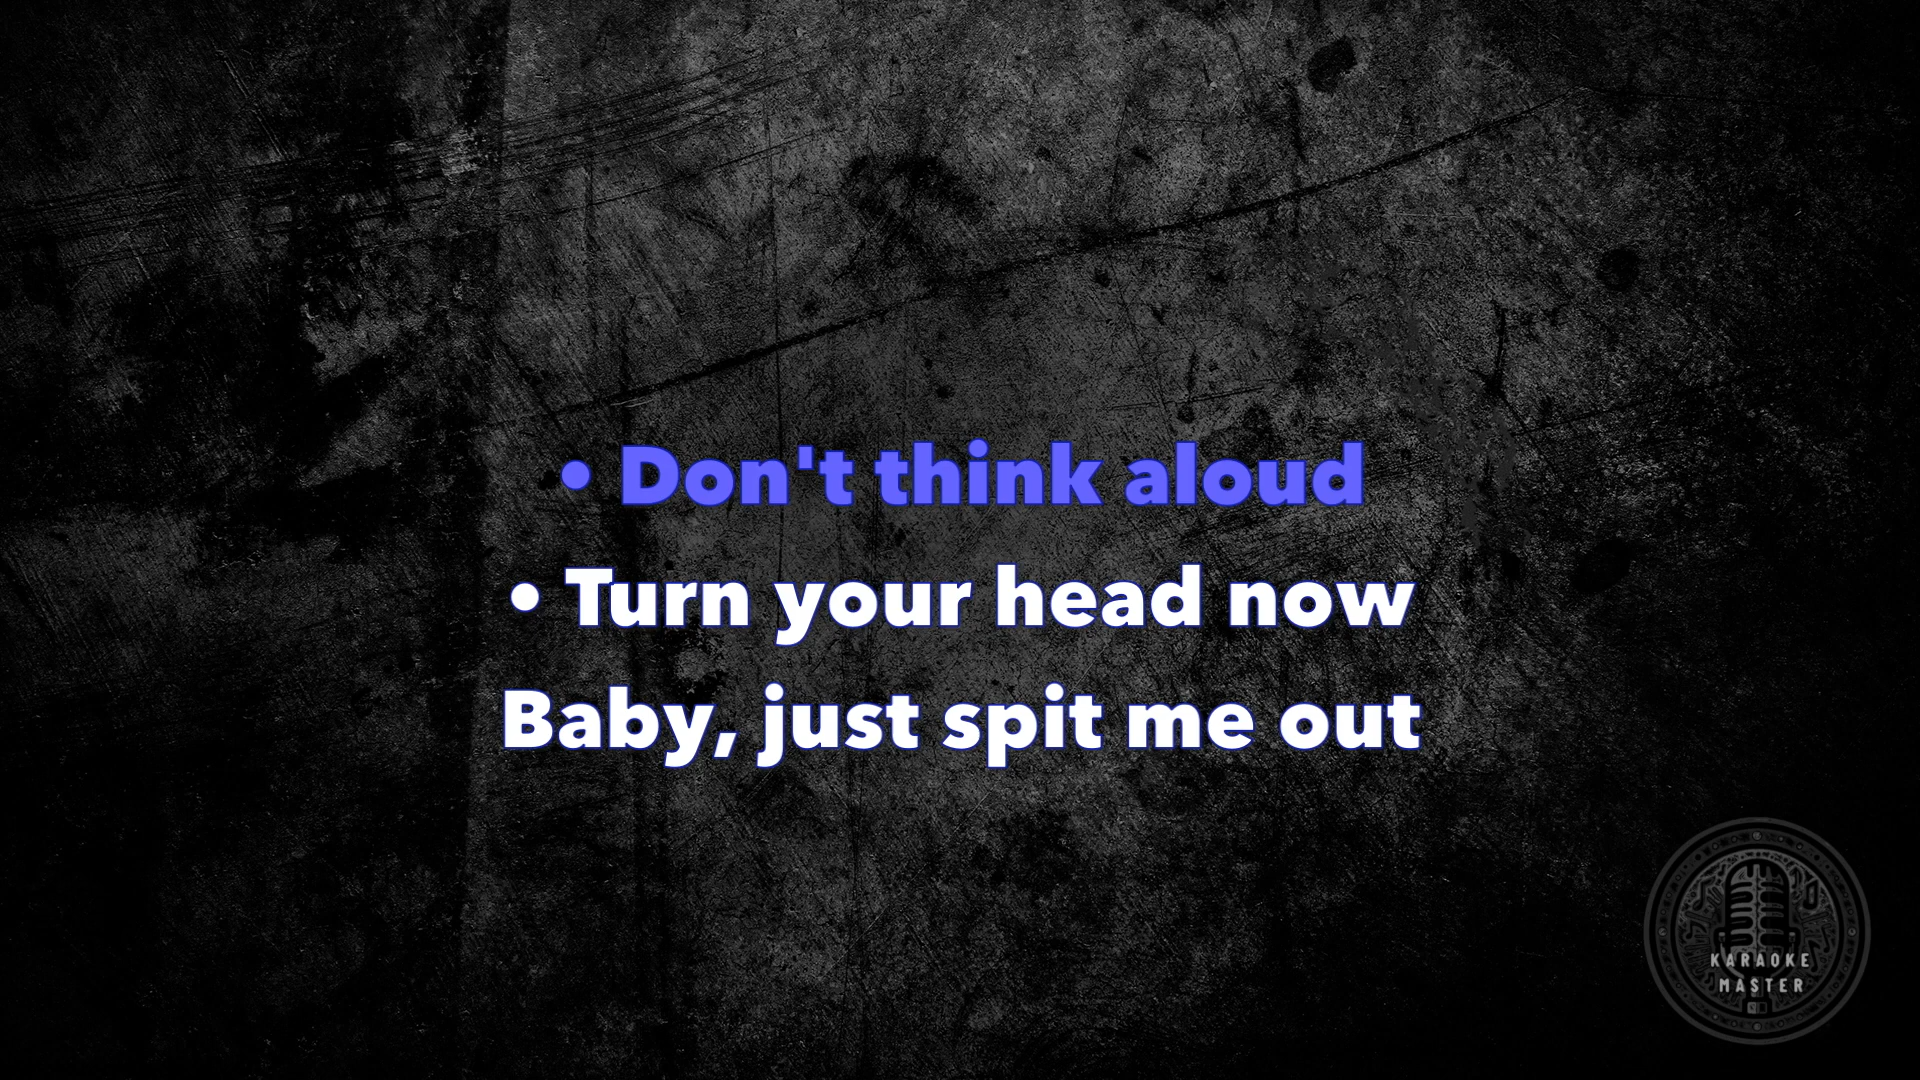 • Don't think aloud
• Turn your head now
Baby, just spit me out
KARAOKE
MASTER